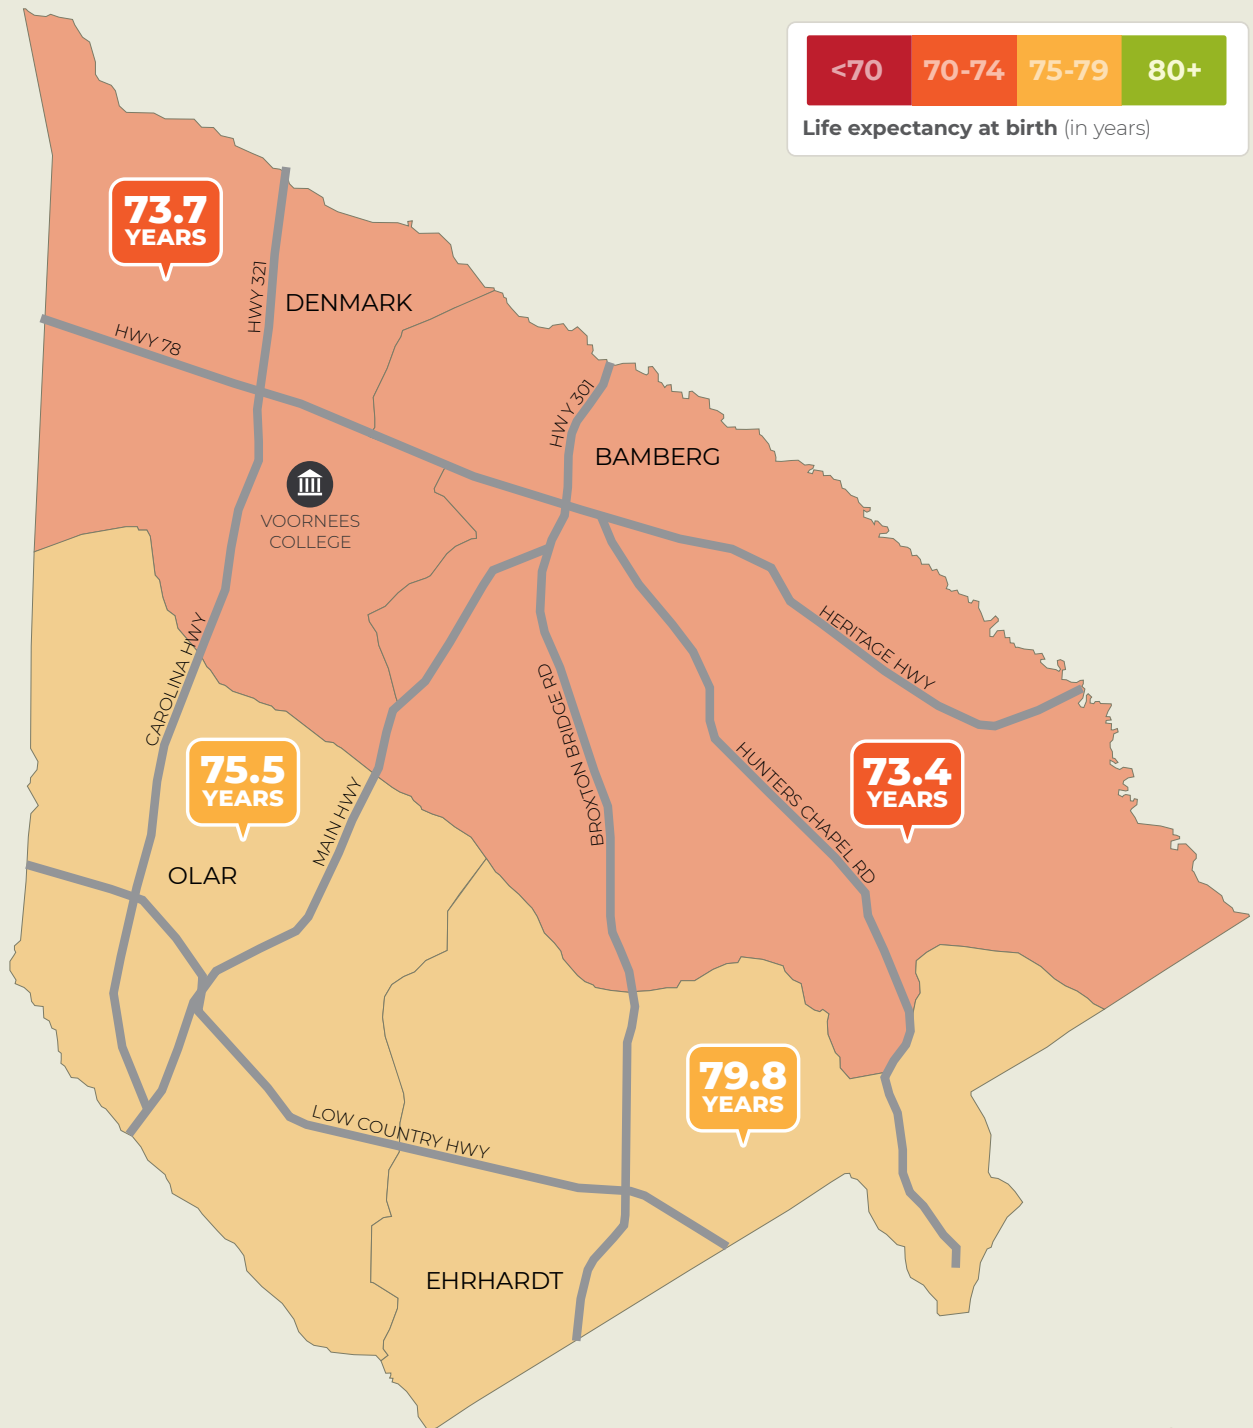 <70 70-74 75-79 80+
Life expectancy at birth (in years)
73.7
YEARS
HWY 321
DENMARK
HWY 78
HWY 301
BAMBERG
VOORNEES
COLLEGE
HERITAGE HWY
CAROLINA HWY
BROXTON BRIDGE RD
75.5
YEARS
MAIN HWY
HUNTERS CHAPEL RD
73.4
YEARS
OLAR
79.8
YEARS
LOW COUNTRY HWY
EHRHARDT